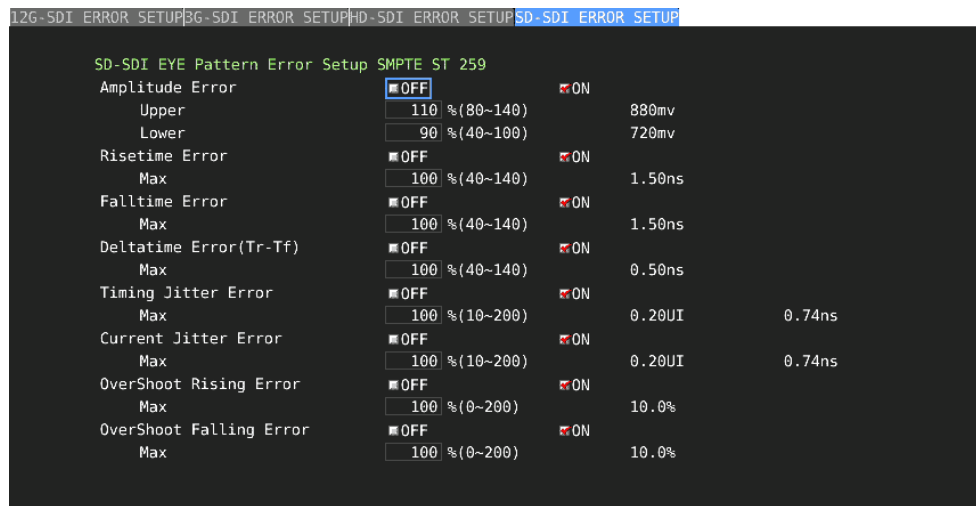 12G-SDI ERROR SETUP 3G-SDI ERROR SETUP HD-SDI ERROR SETUP SD-SDI ERROR SETUP
SD-SDI EYE Pattern Error Setup SMPTE ST 259
Amplitude Error OFF ON
Upper 110 %(80~140) 880mv
Lower 90 %(40~100) 720mv
Risetime Error OFF ON
Max 100 %(40~140) 1.50ns
Falltime Error OFF ON
Max 100 %(40~140) 1.50ns
Deltatime Error(Tr-Tf) OFF ON
Max 100 %(40~140) 0.50ns
Timing Jitter Error OFF ON
Max 100 %(10~200) 0.20UI 0.74ns
Current Jitter Error OFF ON
Max 100 %(10~200) 0.20UI 0.74ns
OverShoot Rising Error OFF ON
Max 100 %(0~200) 10.0%
OverShoot Falling Error OFF ON
Max 100 %(0~200) 10.0%